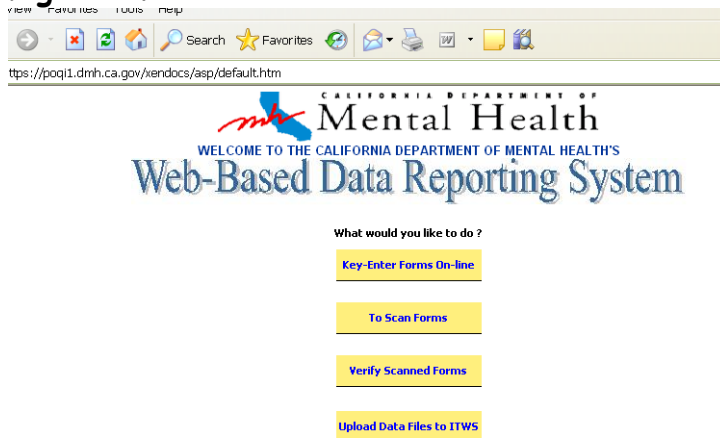 View Favorites Tools Help
Search Favorites
ttps://poqi1.dmh.ca.gov/xendocs/asp/default.htm
CALIFORNIA DEPARTMENT OF
mh Mental Health
WELCOME TO THE CALIFORNIA DEPARTMENT OF MENTAL HEALTH'S
Web-Based Data Reporting System
What would you like to do ?
Key-Enter Forms On-line
To Scan Forms
Verify Scanned Forms
Upload Data Files to ITWS